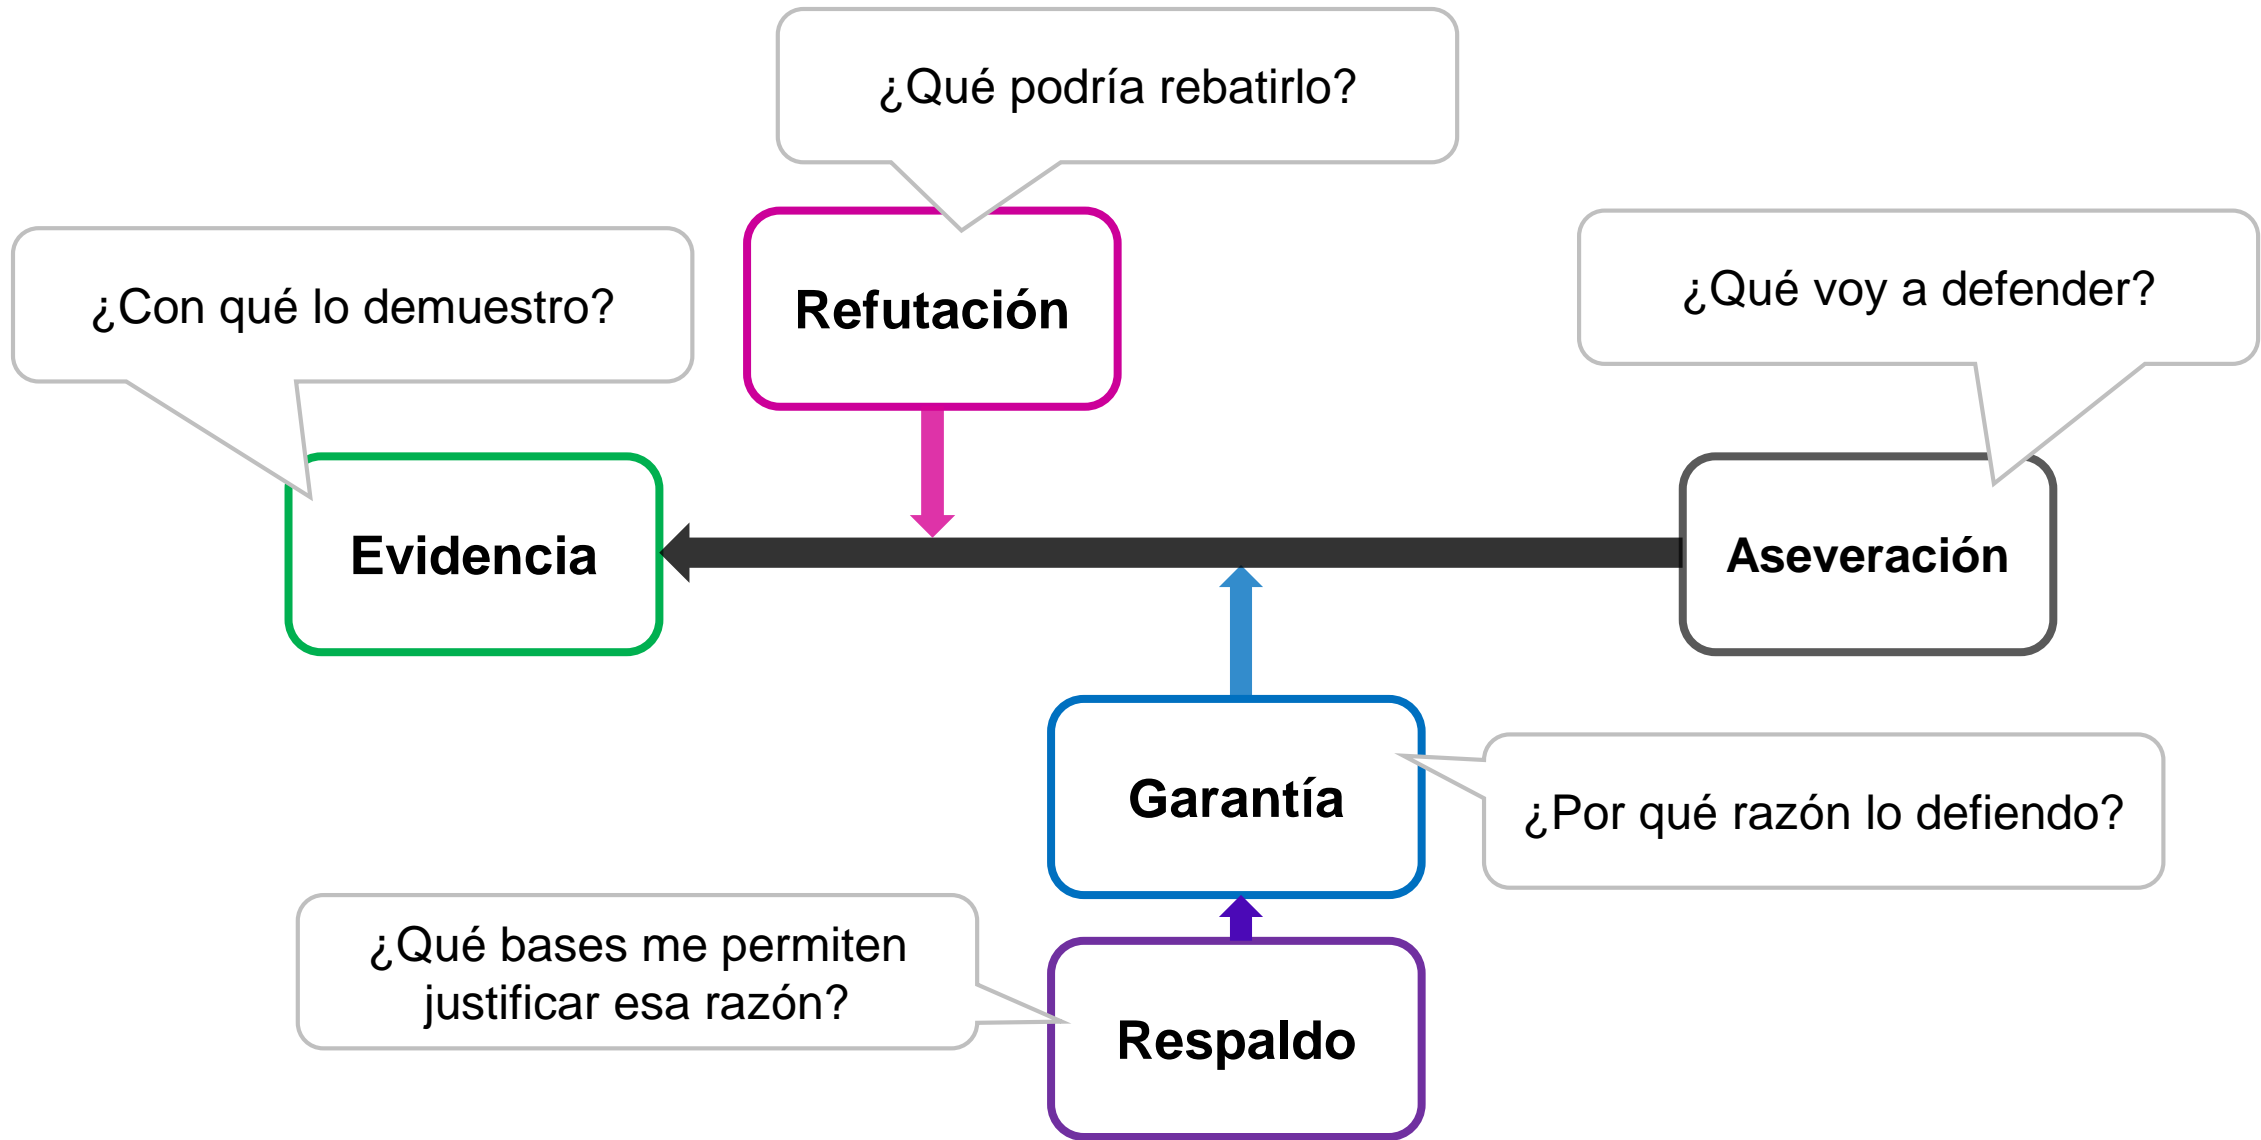 ¿Qué podría rebatirlo?
¿Con qué lo demuestro?
Refutación
¿Qué voy a defender?
Evidencia
Aseveración
Garantía
¿Por qué razón lo defiendo?
¿Qué bases me permiten
justificar esa razón?
Respaldo